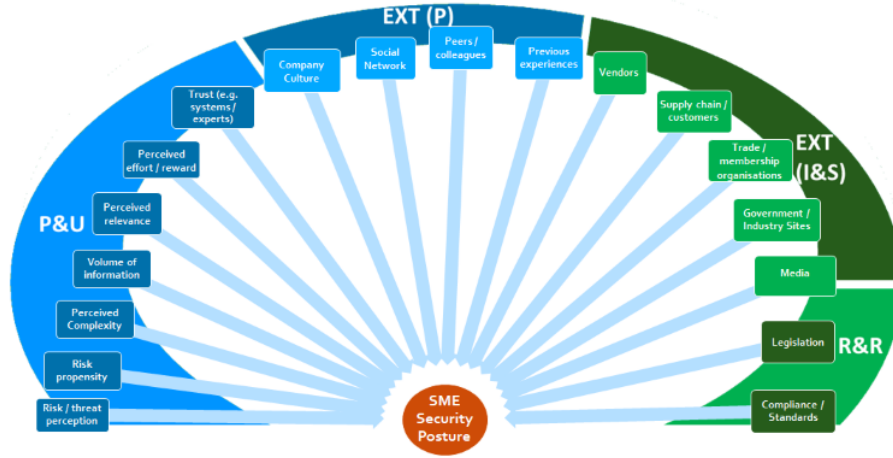 EXT (P)
Peers /
colleagues
Social
Network
Previous
experiences
Company
Culture
Vendors
Trust (e.g.
systems /
experts)
Supply chain /
customers
Perceived
effort / reward
Trade /
membership
organisations
EXT
(I&S)
P&U
Perceived
relevance
Government /
Industry Sites
Volume of
information
Media
Perceived
Complexity
Legislation
R&R
Risk
propensity
Risk / threat
perception
SME
Security
Posture
Compliance /
Standards